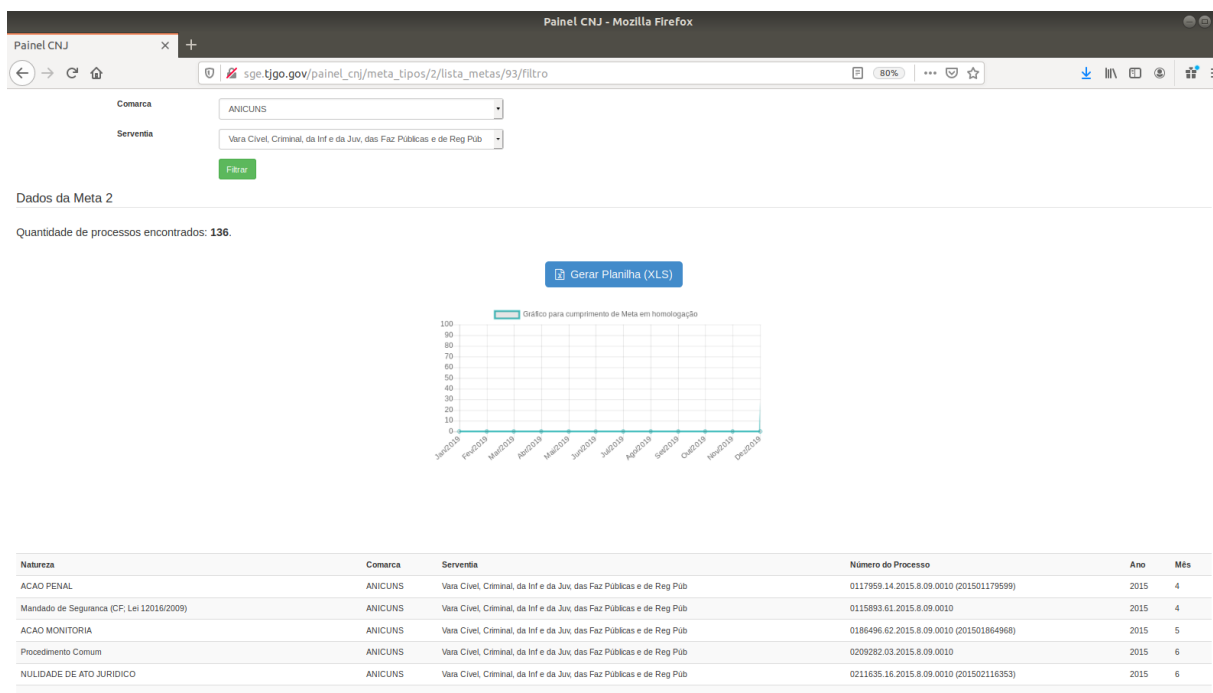 Painel CNJ - Mozilla Firefox
Painel CNJ
sge.tjgo.gov/painel_cnj/meta_tipos/2/lista_metas/93/filtro
80%
Comarca
ANICUNS
Serventia
Vara Cível, Criminal, da Inf e da Juv, das Faz Públicas e de Reg Púb
Filtrar
Dados da Meta 2
Quantidade de processos encontrados: 136.
Gerar Planilha (XLS)
Gráfico para cumprimento de Meta em homologação
100
90
80
70
60
50
40
30
20
10
0
Jan/2019 Fev/2019 Mar/2019 Abr/2019 Mai/2019 Jun/2019 Jul/2019 Ago/2019 Set/2019 Out/2019 Nov/2019 Dez/2019
Natureza Comarca Serventia Número do Processo Ano Mês
ACAO PENAL ANICUNS Vara Cível, Criminal, da Inf e da Juv, das Faz Públicas e de Reg Púb 0117959.14.2015.8.09.0010 (201501179599) 2015 4
Mandado de Seguranca (CF; Lei 12016/2009) ANICUNS Vara Cível, Criminal, da Inf e da Juv, das Faz Públicas e de Reg Púb 0115893.61.2015.8.09.0010 2015 4
ACAO MONITORIA ANICUNS Vara Cível, Criminal, da Inf e da Juv, das Faz Públicas e de Reg Púb 0186496.62.2015.8.09.0010 (201501864968) 2015 5
Procedimento Comum ANICUNS Vara Cível, Criminal, da Inf e da Juv, das Faz Públicas e de Reg Púb 0209282.03.2015.8.09.0010 2015 6
NULIDADE DE ATO JURIDICO ANICUNS Vara Cível, Criminal, da Inf e da Juv, das Faz Públicas e de Reg Púb 0211635.16.2015.8.09.0010 (201502116353) 2015 6